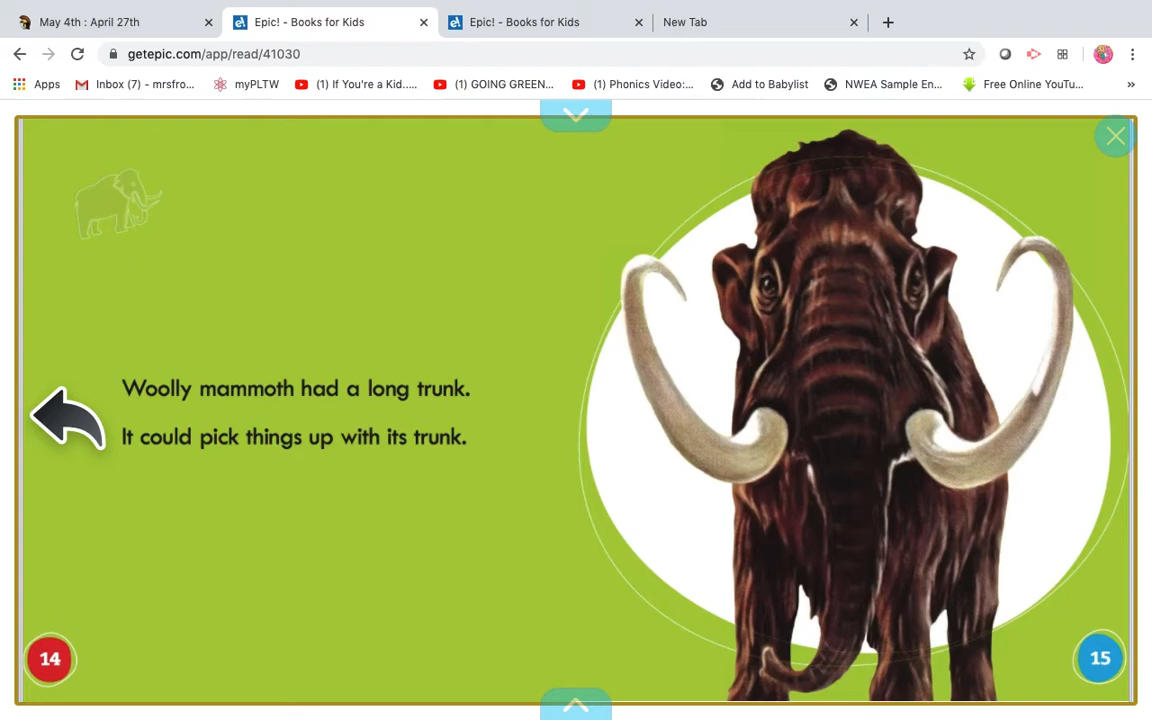 May 4th : April 27th
Epic! - Books for Kids
Epic! - Books for Kids
New Tab
getepic.com/app/read/41030
Apps
Inbox (7) - mrsfro...
myPLTW
(1) If You're a Kid....
(1) GOING GREEN...
(1) Phonics Video:...
Add to Babylist
NWEA Sample En...
Free Online YouTu...
Woolly mammoth had a long trunk.
It could pick things up with its trunk.
14
15